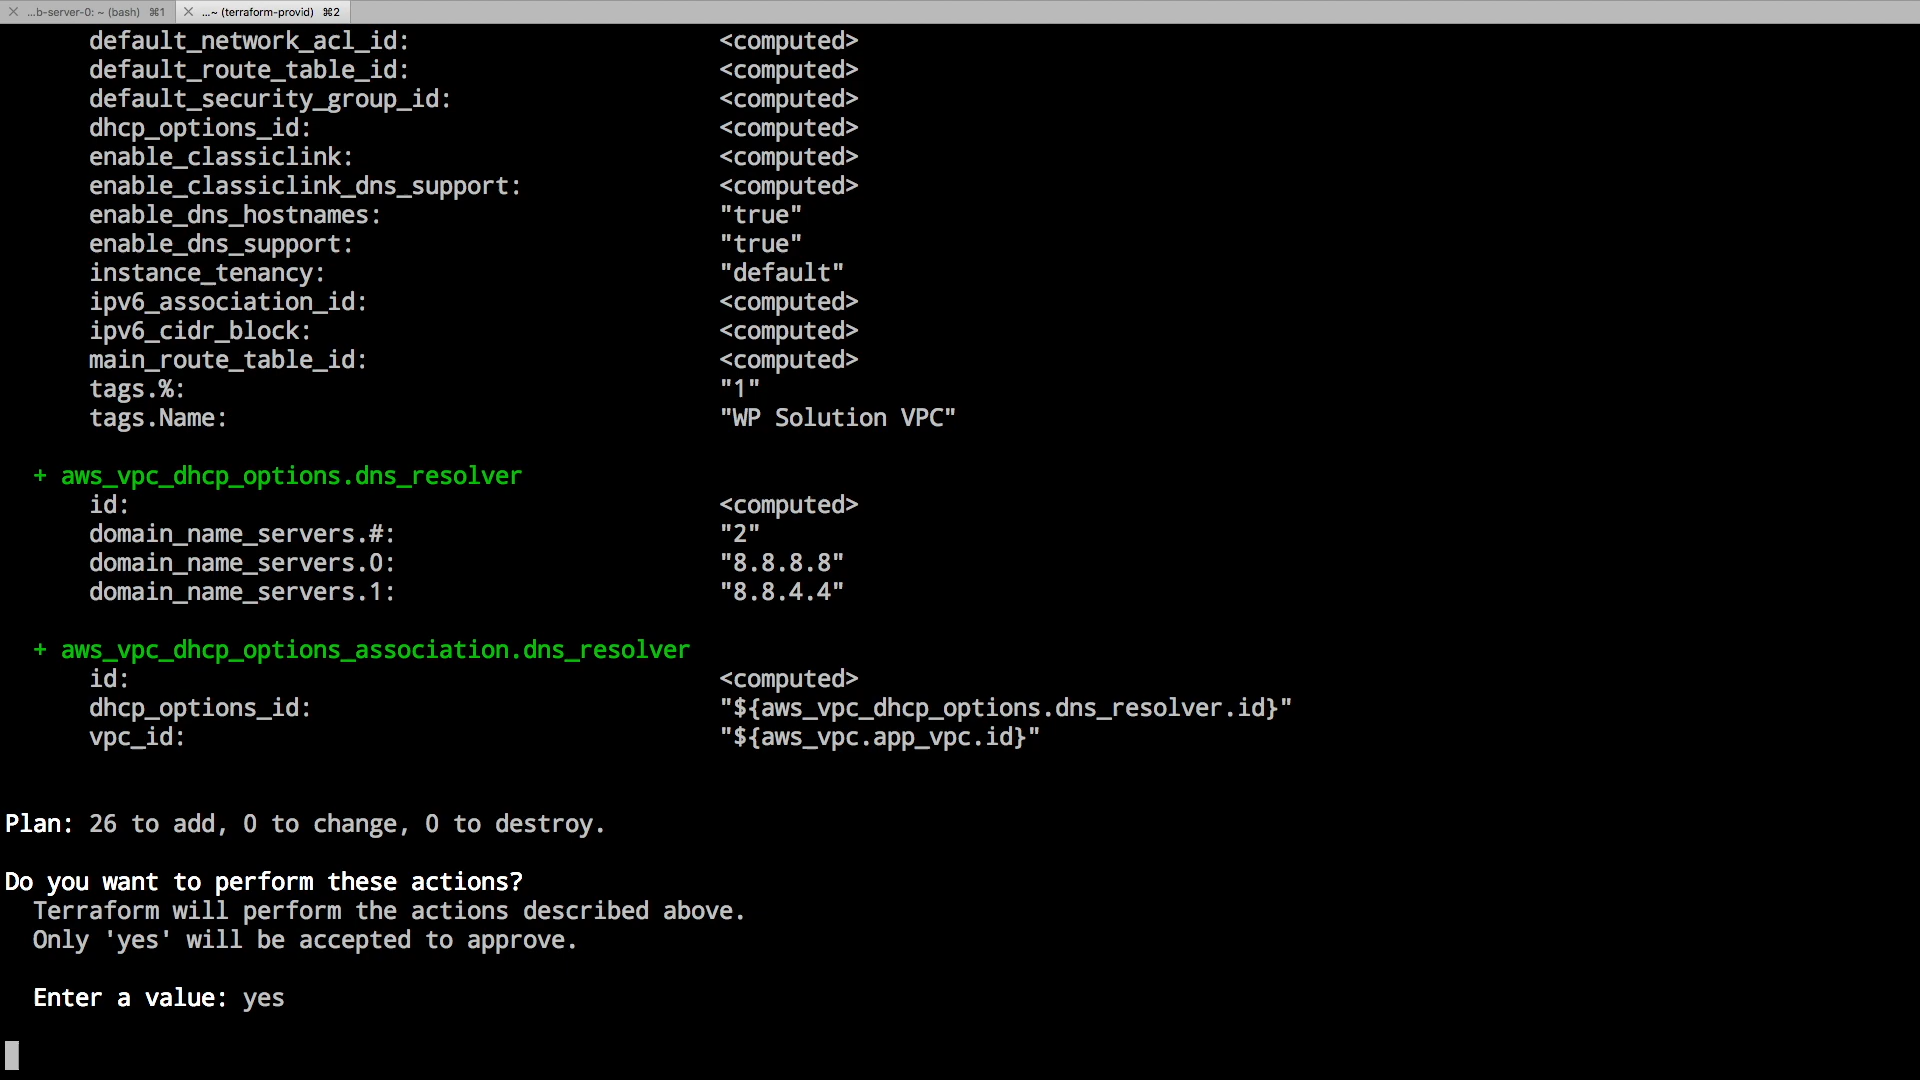 ...b-server-0: ~ (bash) ⌘1 ...~ (terraform-provid) ⌘2
default_network_acl_id: <computed>
default_route_table_id: <computed>
default_security_group_id: <computed>
dhcp_options_id: <computed>
enable_classiclink: <computed>
enable_classiclink_dns_support: <computed>
enable_dns_hostnames: "true"
enable_dns_support: "true"
instance_tenancy: "default"
ipv6_association_id: <computed>
ipv6_cidr_block: <computed>
main_route_table_id: <computed>
tags.%: "1"
tags.Name: "WP Solution VPC"
+ aws_vpc_dhcp_options.dns_resolver
id: <computed>
domain_name_servers.#: "2"
domain_name_servers.0: "8.8.8.8"
domain_name_servers.1: "8.8.4.4"
+ aws_vpc_dhcp_options_association.dns_resolver
id: <computed>
dhcp_options_id: "${aws_vpc_dhcp_options.dns_resolver.id}"
vpc_id: "${aws_vpc.app_vpc.id}"
Plan: 26 to add, 0 to change, 0 to destroy.
Do you want to perform these actions?
Terraform will perform the actions described above.
Only 'yes' will be accepted to approve.
Enter a value: yes